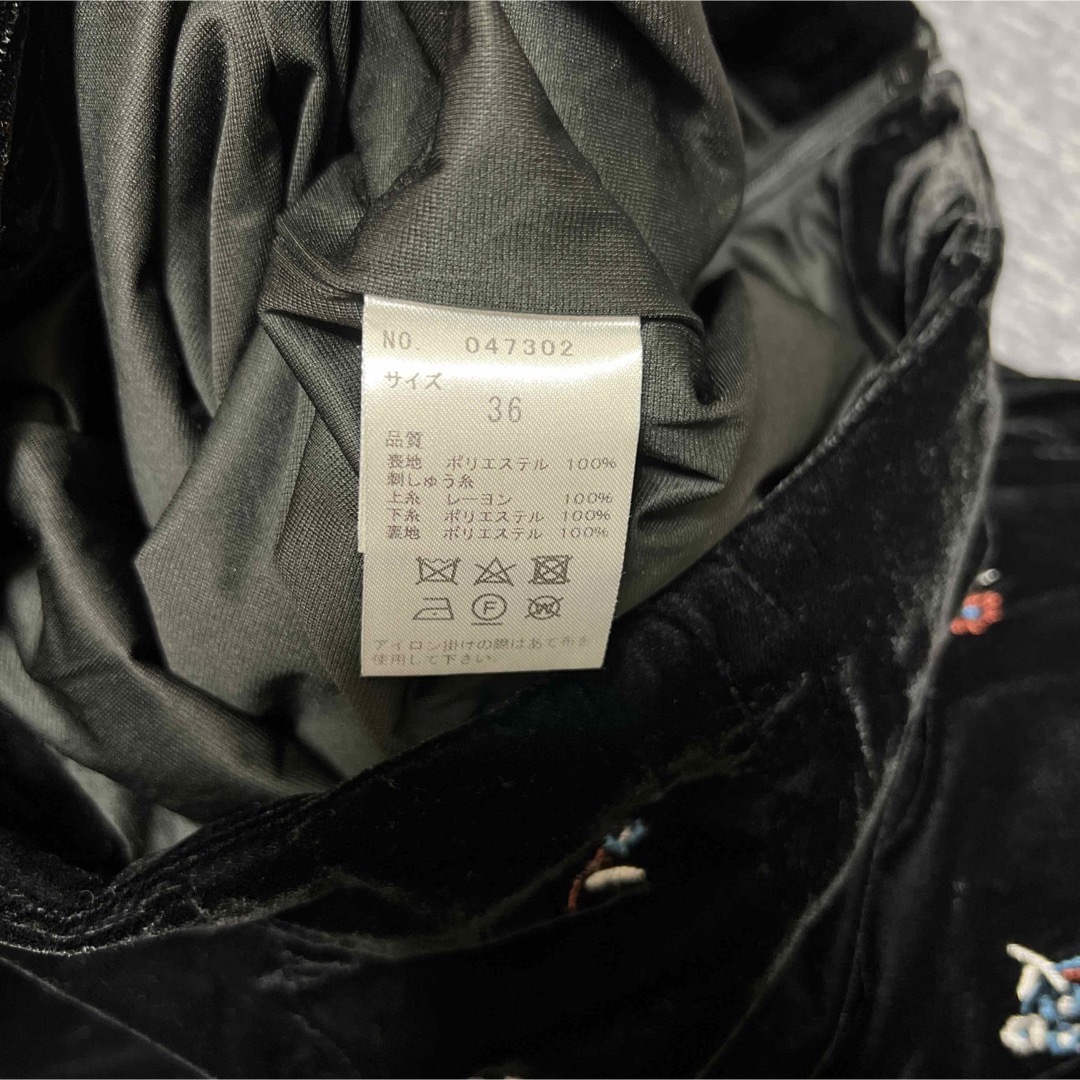 NO. 047302
サイズ
36
品質
表地 ポリエステル 100%
刺しゅう糸
上糸 レーヨン 100%
下糸 ポリエステル 100%
裏地 ポリエステル 100%
F W
アイロン掛けの際はあて布を
使用して下さい。